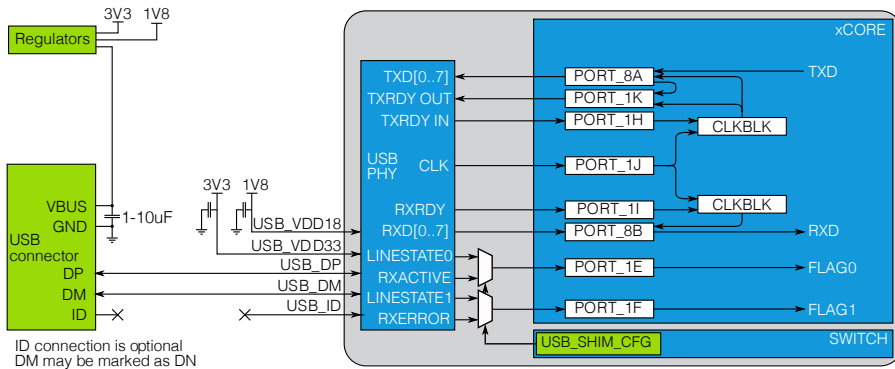 3V3 1V8
Regulators
xCORE
TXD[0..7] PORT_8A TXD
TXRDY OUT PORT_1K
TXRDY IN PORT_1H CLKBLK
USB PHY CLK PORT_1J
3V3 1V8
VBUS 1-10uF
GND
USB connector
RXRDY PORT_1I CLKBLK
USB_VDD18 RXD[0..7] PORT_8B RXD
USB_VDD33 LINESTATE0 PORT_1E FLAG0
DP USB_DP RXACTIVE
DM USB_DM LINESTATE1 PORT_1F FLAG1
ID USB_ID RXERROR
USB_SHIM_CFG SWITCH
ID connection is optional
DM may be marked as DN